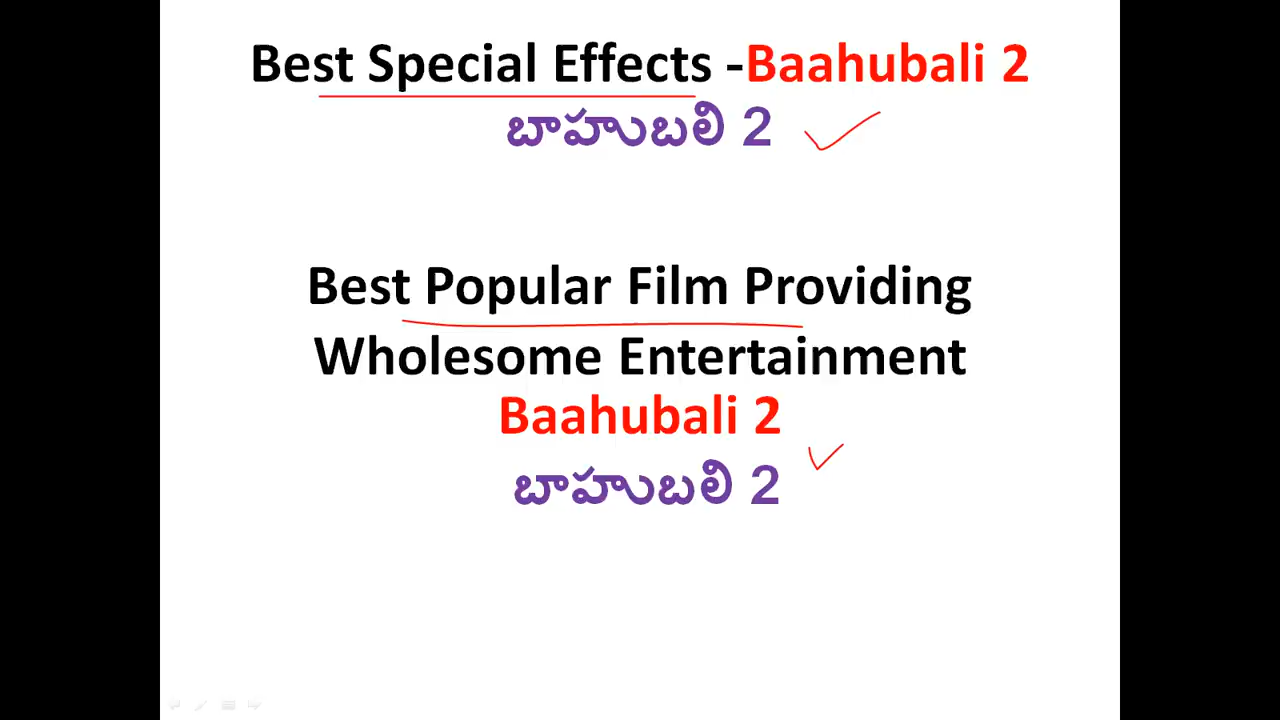 Best Special Effects -Baahubali 2
బాహుబలి 2
Best Popular Film Providing
Wholesome Entertainment
Baahubali 2
బాహుబలి 2